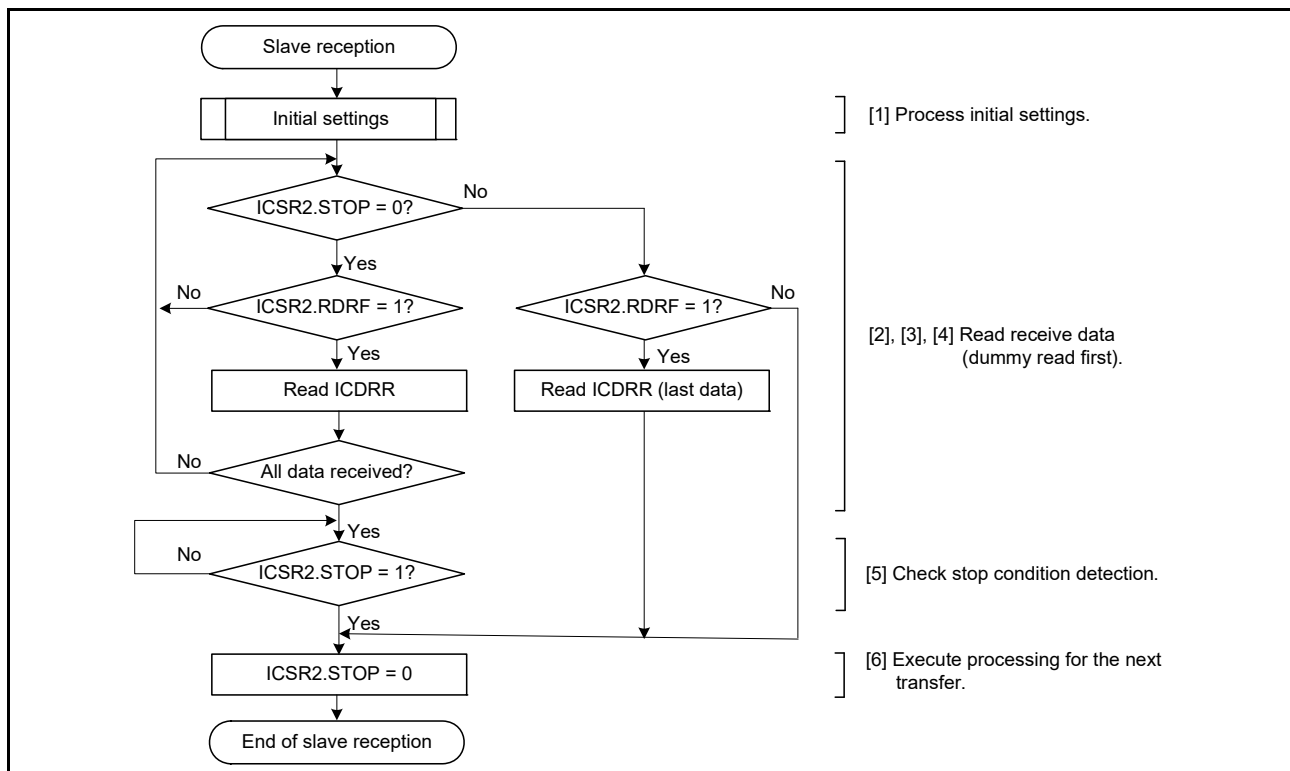 Slave reception
Initial settings
[1] Process initial settings.
ICSR2.STOP = 0?
No
Yes
ICSR2.RDRF = 1?
No
Yes
ICSR2.RDRF = 1?
No
Yes
Read ICDRR
Read ICDRR (last data)
[2], [3], [4] Read receive data
(dummy read first).
All data received?
No
Yes
ICSR2.STOP = 1?
No
Yes
[5] Check stop condition detection.
ICSR2.STOP = 0
[6] Execute processing for the next
transfer.
End of slave reception